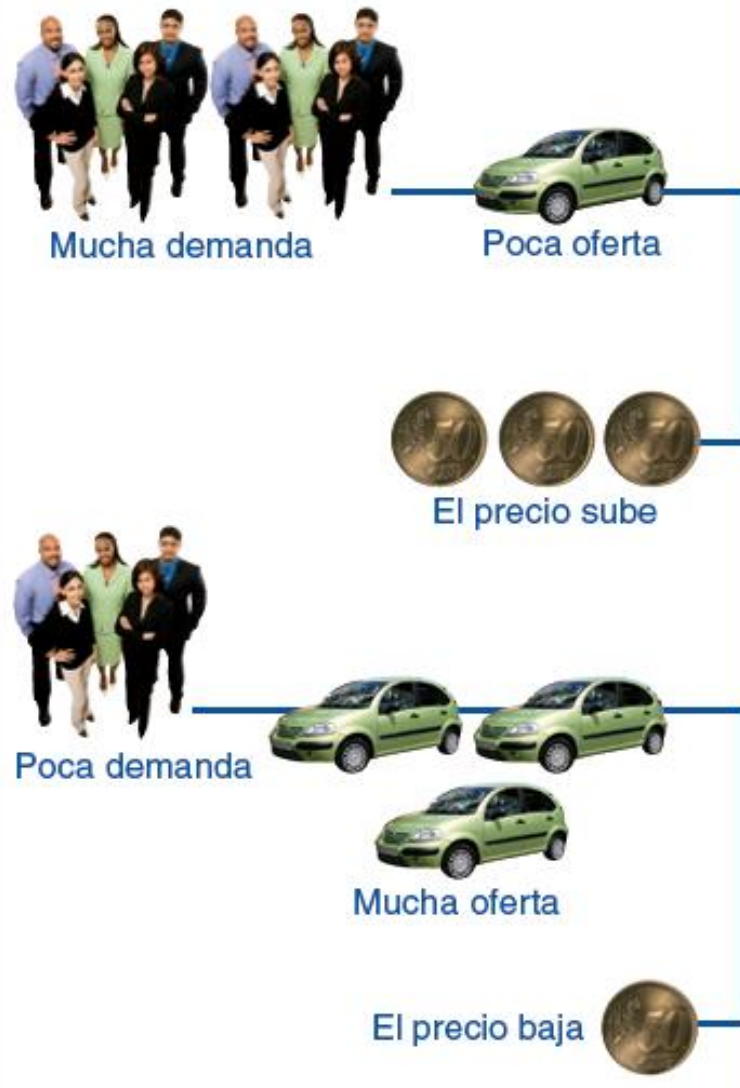 Mucha demanda
Poca oferta
El precio sube
Poca demanda
Mucha oferta
El precio baja